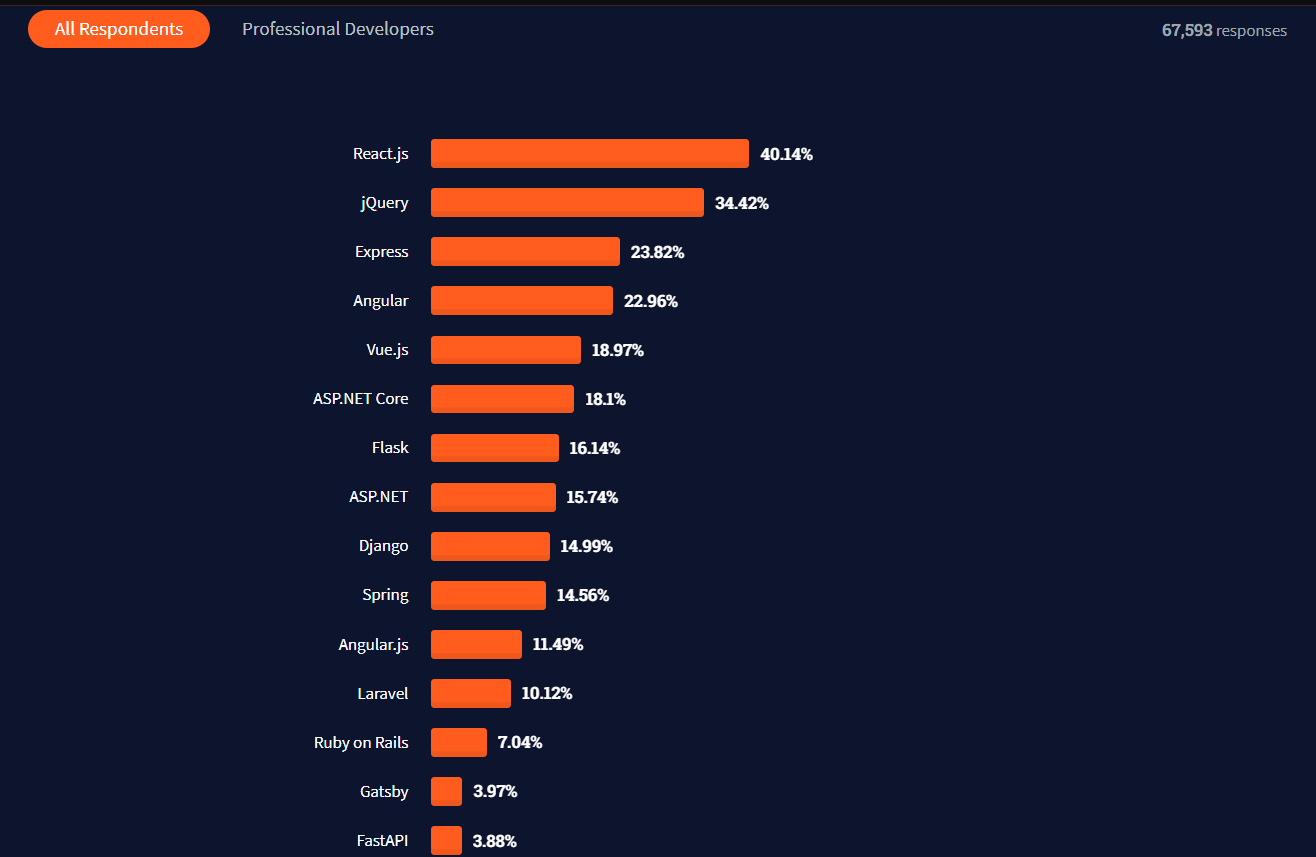 All Respondents Professional Developers 67,593 responses
React.js 40.14%
jQuery 34.42%
Express 23.82%
Angular 22.96%
Vue.js 18.97%
ASP.NET Core 18.1%
Flask 16.14%
ASP.NET 15.74%
Django 14.99%
Spring 14.56%
Angular.js 11.49%
Laravel 10.12%
Ruby on Rails 7.04%
Gatsby 3.97%
FastAPI 3.88%